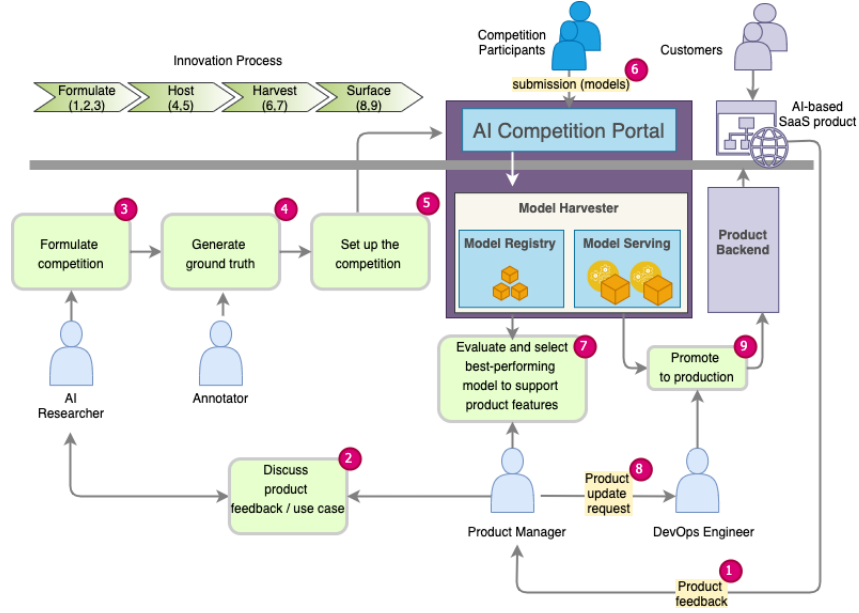 Innovation Process
Formulate
(1,2,3)
Host
(4,5)
Harvest
(6,7)
Surface
(8,9)
Competition
Participants
Customers
6
submission (models)
AI-based
SaaS product
AI Competition Portal
3
Formulate
competition
4
Generate
ground truth
5
Set up the
competition
Model Harvester
Model Registry
Model Serving
Product
Backend
AI
Researcher
Annotator
7
Evaluate and select
best-performing
model to support
product features
9
Promote
to production
2
Discuss
product
feedback / use case
Product Manager
8
Product
update
request
DevOps Engineer
1
Product
feedback